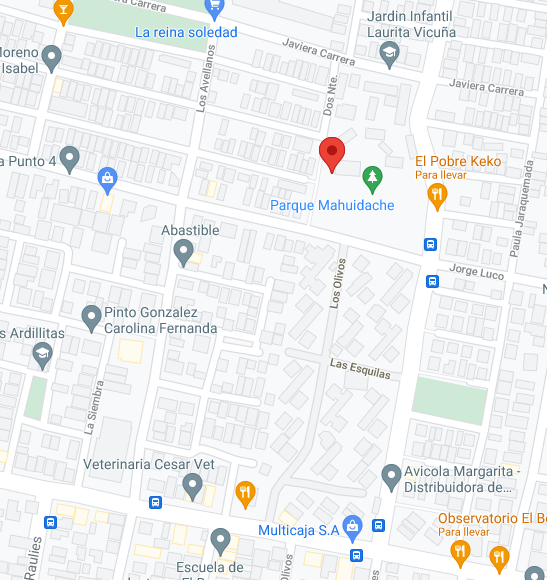 Javiera Carrera
La reina soledad
Jardin Infantil
Laurita Vicuña
Moreno
Isabel
Javiera Carrera
Los Avellanos
Dos Nte.
Javiera Carrera
a Punto 4
El Pobre Keko
Para llevar
Parque Mahuidache
Paula Jaraquemada
Abastible
Jorge Luco
N
Los Olivos
Pinto Gonzalez
Carolina Fernanda
s Ardillitas
Las Esquilas
La Siembra
Veterinaria Cesar Vet
Avicola Margarita -
Distribuidora de...
Multicaja S.A
Observatorio El Bo
Para llevar
Raulíes
Escuela de
Olivos